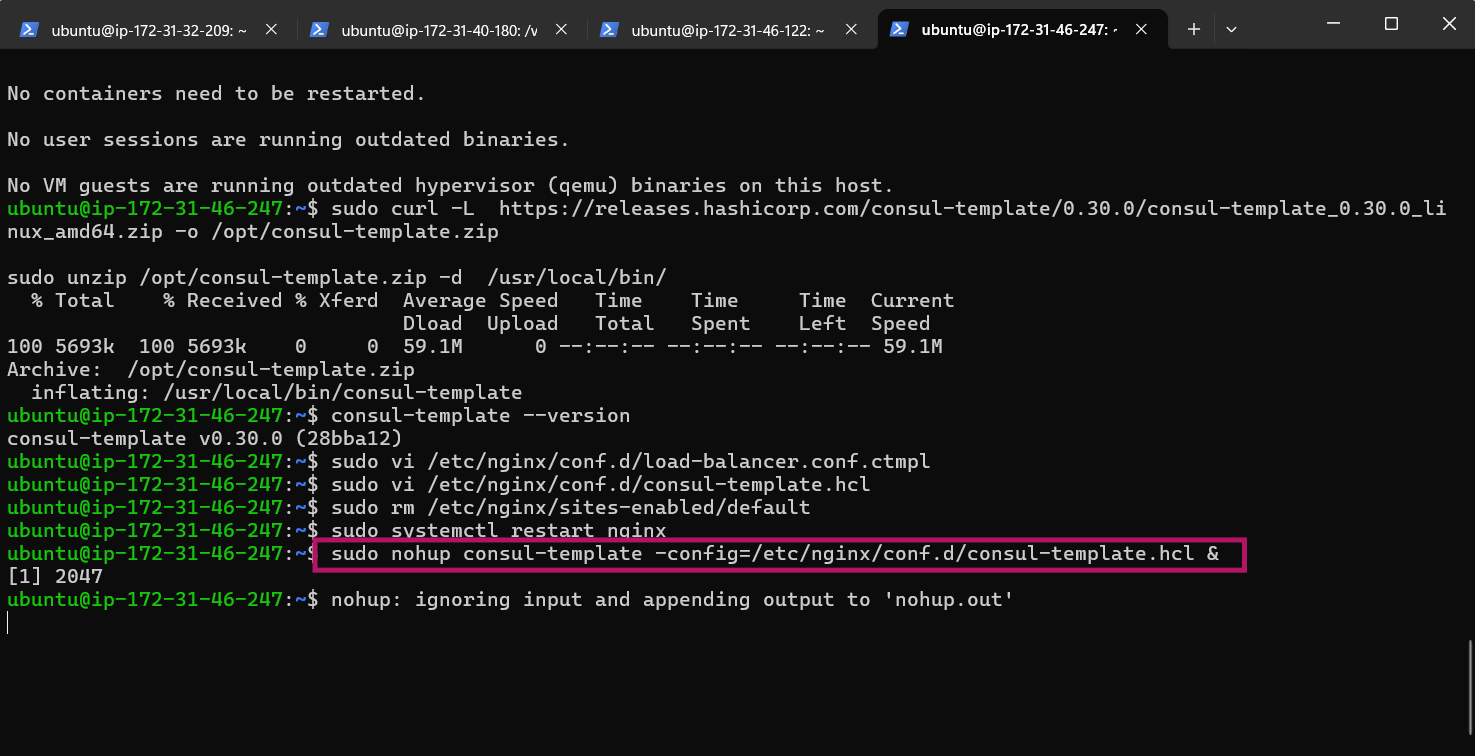 ubuntu@ip-172-31-32-209: ~
ubuntu@ip-172-31-40-180: /v
ubuntu@ip-172-31-46-122: ~
ubuntu@ip-172-31-46-247: ~
No containers need to be restarted.
No user sessions are running outdated binaries.
No VM guests are running outdated hypervisor (qemu) binaries on this host.
ubuntu@ip-172-31-46-247:~$ sudo curl -L  https://releases.hashicorp.com/consul-template/0.30.0/consul-template_0.30.0_li
nux_amd64.zip -o /opt/consul-template.zip
sudo unzip /opt/consul-template.zip -d  /usr/local/bin/
  % Total    % Received % Xferd  Average Speed   Time    Time     Time  Current
                                 Dload  Upload   Total   Spent    Left  Speed
100 5693k  100 5693k    0     0  59.1M      0 --:--:-- --:--:-- --:--:-- 59.1M
Archive:  /opt/consul-template.zip
  inflating: /usr/local/bin/consul-template
ubuntu@ip-172-31-46-247:~$ consul-template --version
consul-template v0.30.0 (28bba12)
ubuntu@ip-172-31-46-247:~$ sudo vi /etc/nginx/conf.d/load-balancer.conf.ctmpl
ubuntu@ip-172-31-46-247:~$ sudo vi /etc/nginx/conf.d/consul-template.hcl
ubuntu@ip-172-31-46-247:~$ sudo rm /etc/nginx/sites-enabled/default
ubuntu@ip-172-31-46-247:~$ sudo systemctl restart nginx
ubuntu@ip-172-31-46-247:~$ sudo nohup consul-template -config=/etc/nginx/conf.d/consul-template.hcl &
[1] 2047
ubuntu@ip-172-31-46-247:~$ nohup: ignoring input and appending output to 'nohup.out'